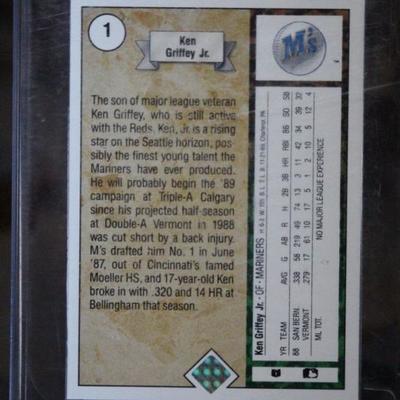 1
Ken
Griffey Jr.
The son of major league veteran
Ken Griffey, who is still active
with the Reds, Ken, Jr. is a rising
star on the Seattle horizon, pos-
sibly the finest young talent the
Mariners have ever produced.
He will probably begin the '89
campaign at Triple-A Calgary
since his projected half-season
at Double-A Vermont in 1988
was cut short by a back injury.
M's drafted him No. 1 in June
'87, out of Cincinnati's famed
Moeller HS, and 17-year-old Ken
broke in with .320 and 14 HR at
Bellingham that season.
M's
Ken Griffey Jr. - OF - MARINERS
YR TEAM AVG G AB R H 2B 3B HR RBI BB SO SB
88 SAN BERN. .338 58 219 49 74 13 3 11 42 34 39 32
VERMONT .279 17 61 10 17 5 1 2 10 5 12 4
ML TOT. NO MAJOR LEAGUE EXPERIENCE